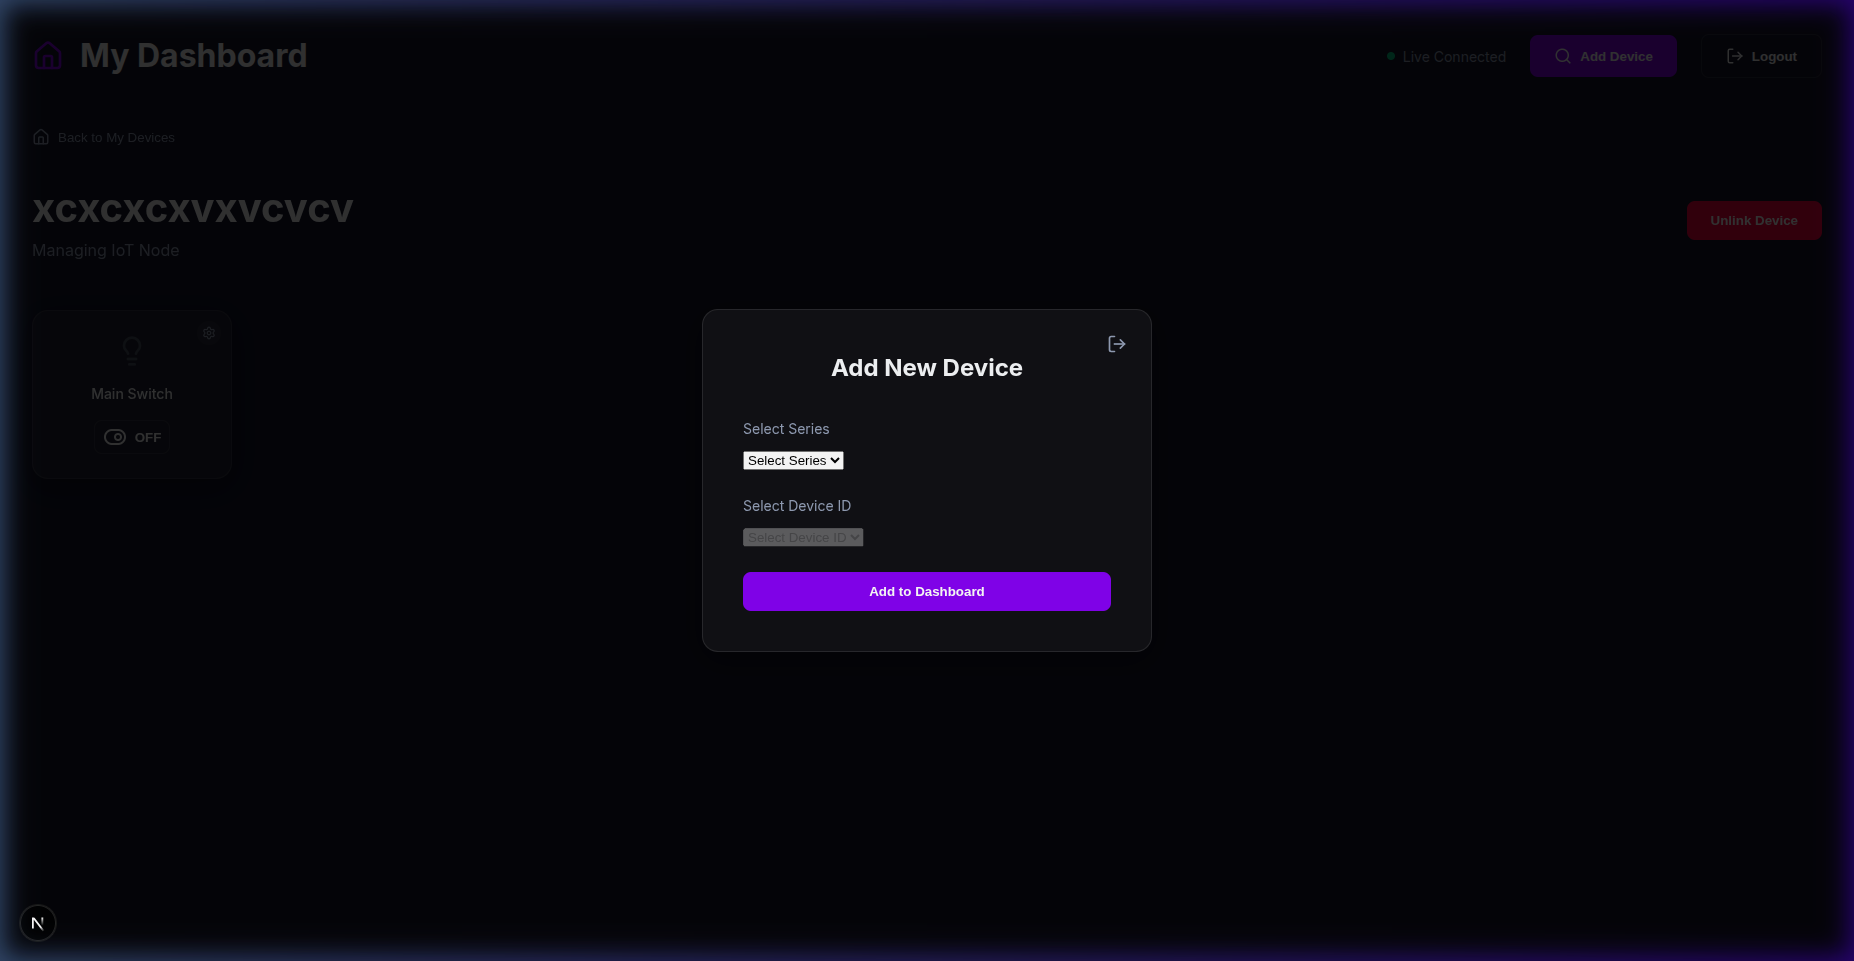 My Dashboard
Live Connected
Add Device
Logout
Back to My Devices
xcxcxcxvxvcvcv
Managing IoT Node
Unlink Device
Main Switch
OFF
Add New Device
Select Series
Select Series
Select Device ID
Select Device ID
Add to Dashboard
N